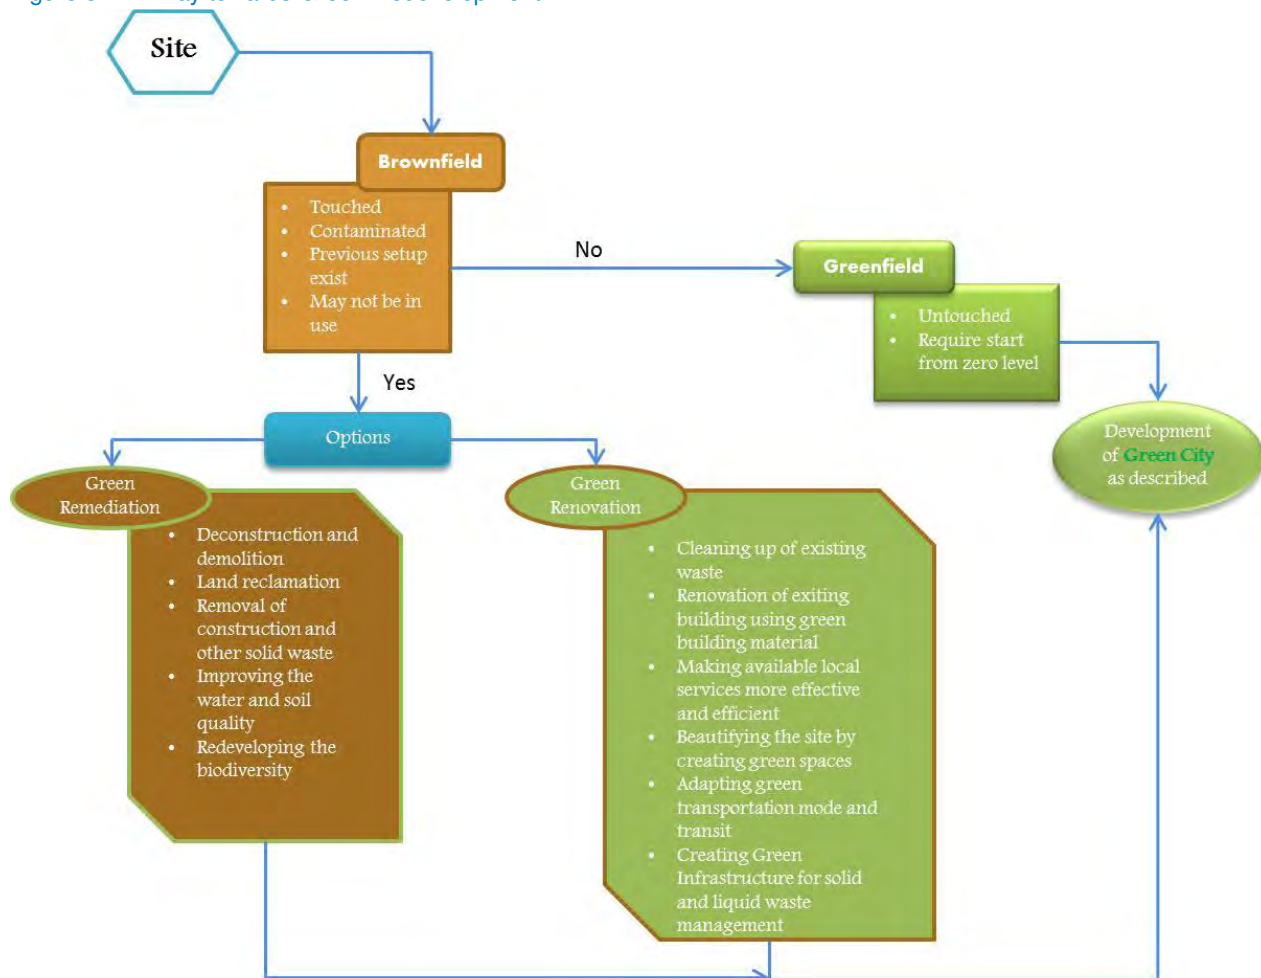 Site
Brownfield
• Touched
• Contaminated
• Previous setup
exist
• May not be in
use
No
Greenfield
• Untouched
• Require start
from zero level
Yes
Options
Development
of Green City
as described
Green
Remediation
• Deconstruction and
demolition
• Land reclamation
• Removal of
construction and
other solid waste
• Improving the
water and soil
quality
• Redeveloping the
biodiversity
Green
Renovation
• Cleaning up of existing
waste
• Renovation of exiting
building using green
building material
• Making available local
services more effective
and efficient
• Beautifying the site by
creating green spaces
• Adapting green
transportation mode and
transit
• Creating Green
Infrastructure for solid
and liquid waste
management